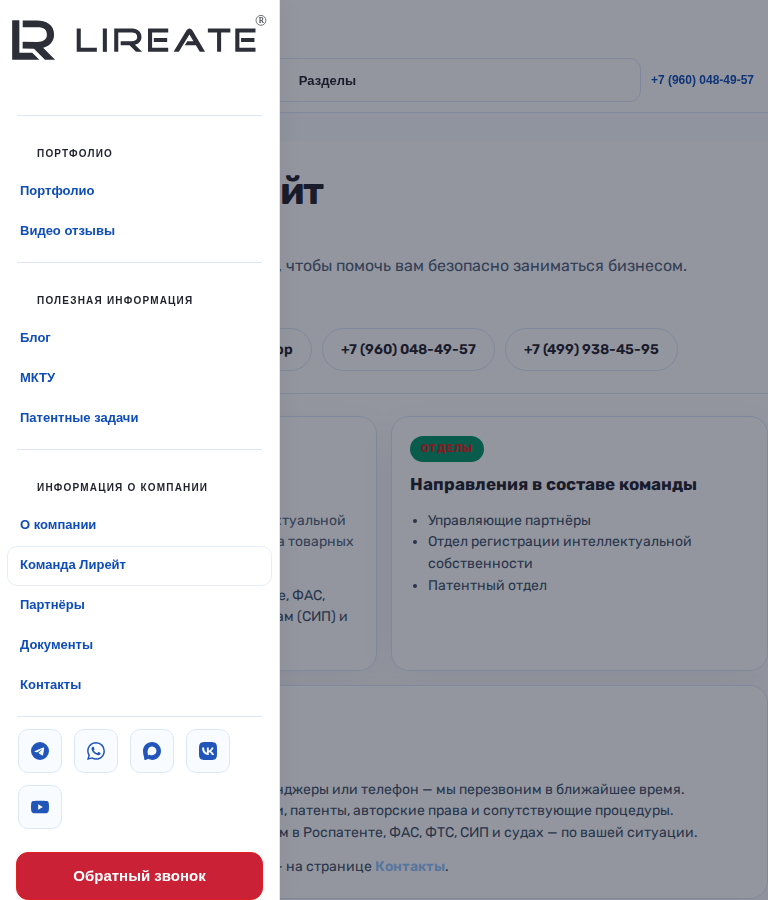 LIREATE®
ПОРТФОЛИО
Портфолио
Видео отзывы
ПОЛЕЗНАЯ ИНФОРМАЦИЯ
Блог
МКТУ
Патентные задачи
ИНФОРМАЦИЯ О КОМПАНИИ
О компании
Команда Лирейт
Партнёры
Документы
Контакты
Обратный звонок
Разделы
+7 (960) 048-49-57
йт
, чтобы помочь вам безопасно заниматься бизнесом.
+7 (960) 048-49-57
+7 (499) 938-45-95
товарных
е, ФАС,
(СИП) и
ОТДЕЛЫ
Направления в составе команды
• Управляющие партнёры
• Отдел регистрации интеллектуальной
собственности
• Патентный отдел
или телефон — мы перезвоним в ближайшее время.
, патенты, авторские права и сопутствующие процедуры.
в Роспатенте, ФАС, ФТС, СИП и судах — по вашей ситуации.
- на странице Контакты.